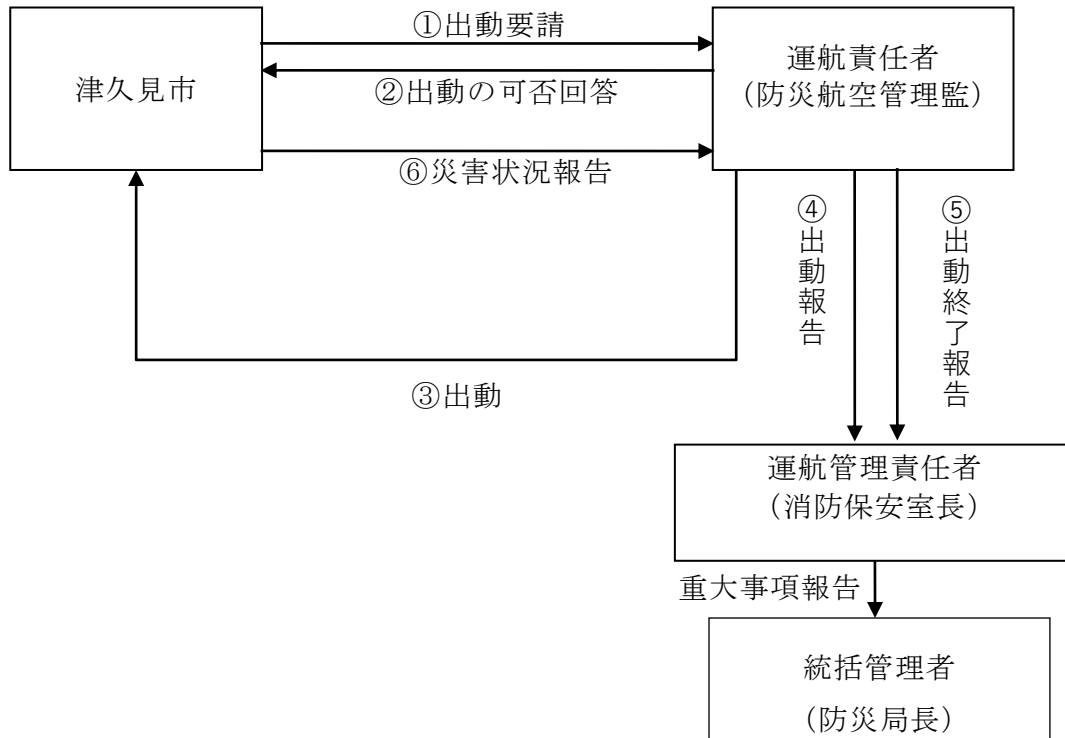 ①出動要請
津久見市
運航責任者
（防災航空管理監）
②出動の可否回答
⑥災害状況報告
④出動報告
⑤出動終了報告
③出動
運航管理責任者
（消防保安室長）
重大事項報告
統括管理者
（防災局長）